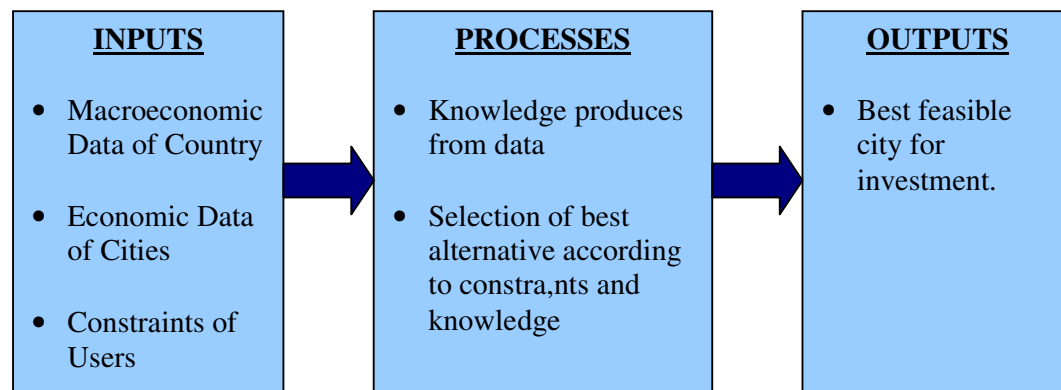 INPUTS
• Macroeconomic
Data of Country
• Economic Data
of Cities
• Constraints of
Users
PROCESSES
• Knowledge produces
from data
• Selection of best
alternative according
to constra,nts and
knowledge
OUTPUTS
• Best feasible
city for
investment.